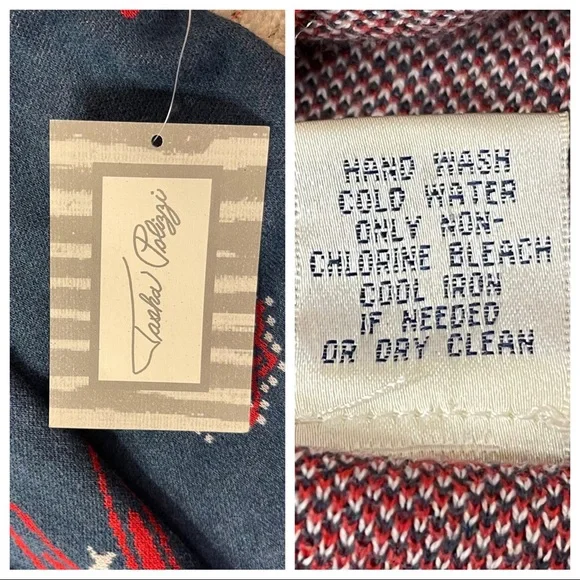 Tasha Polizzi
HAND WASH
COLD WATER
ONLY NON-
CHLORINE BLEACH
COOL IRON
IF NEEDED
OR DRY CLEAN